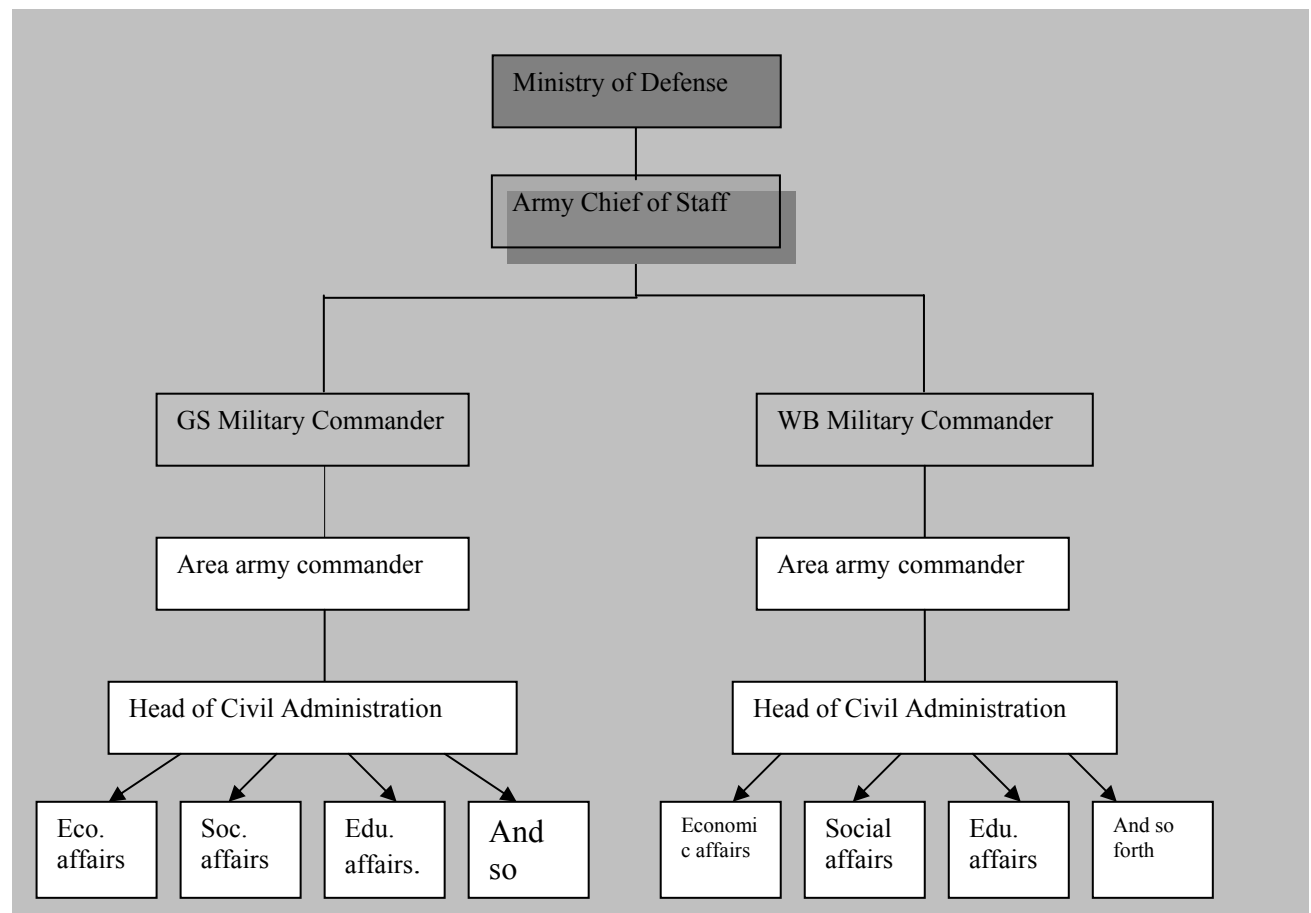 Ministry of Defense
Army Chief of Staff
GS Military Commander
WB Military Commander
Area army commander
Area army commander
Head of Civil Administration
Head of Civil Administration
Eco.
affairs
Soc.
affairs
Edu.
affairs.
And
so
Economi
c affairs
Social
affairs
Edu.
affairs
And so
forth